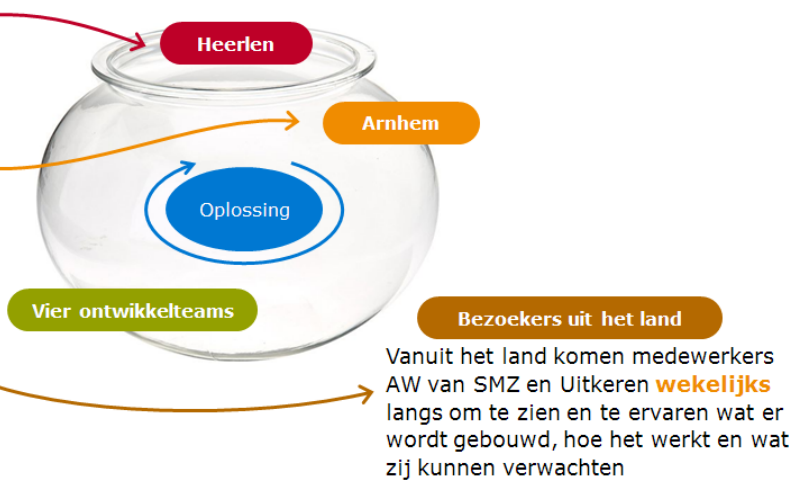 Heerlen
Arnhem
Oplossing
Vier ontwikkelteams
Bezoekers uit het land
Vanuit het land komen medewerkers
AW van SMZ en Uitkeren wekelijks
langs om te zien en te ervaren wat er
wordt gebouwd, hoe het werkt en wat
zij kunnen verwachten